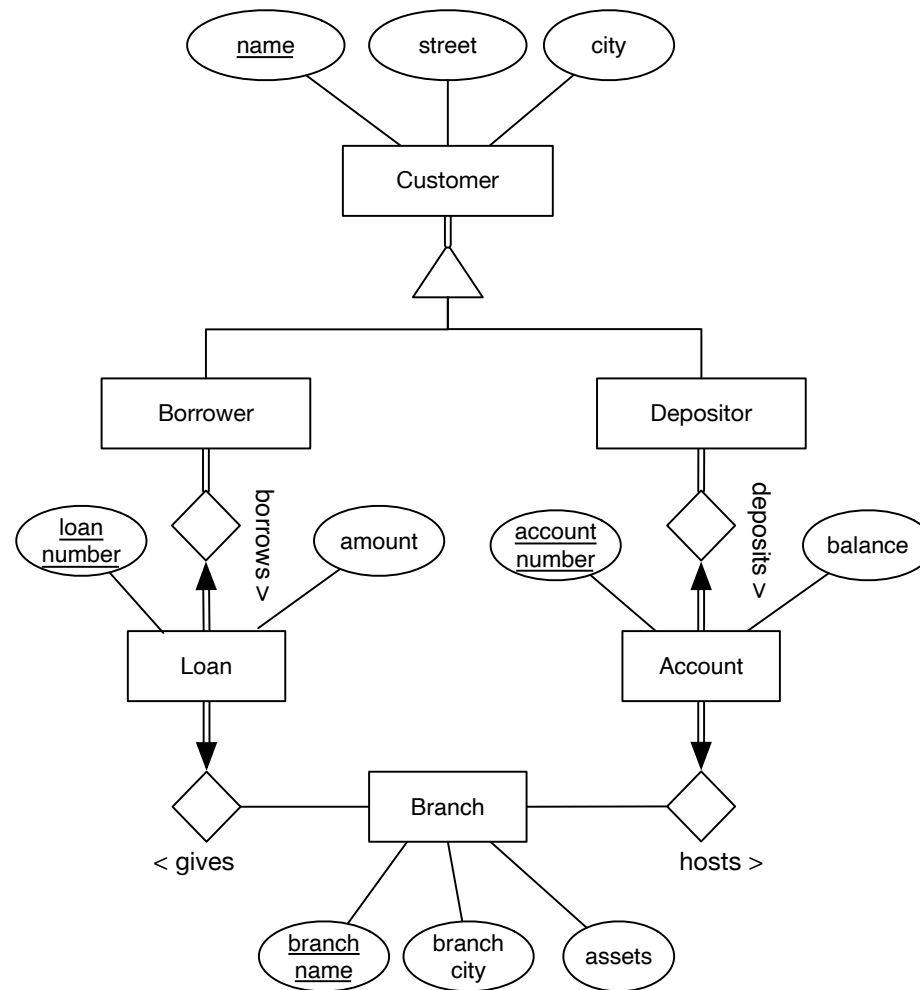 name
street
city
Customer
Borrower
Depositor
borrows >
deposits >
loan
number
amount
account
number
balance
Loan
Account
Branch
< gives
hosts >
branch
name
branch
city
assets